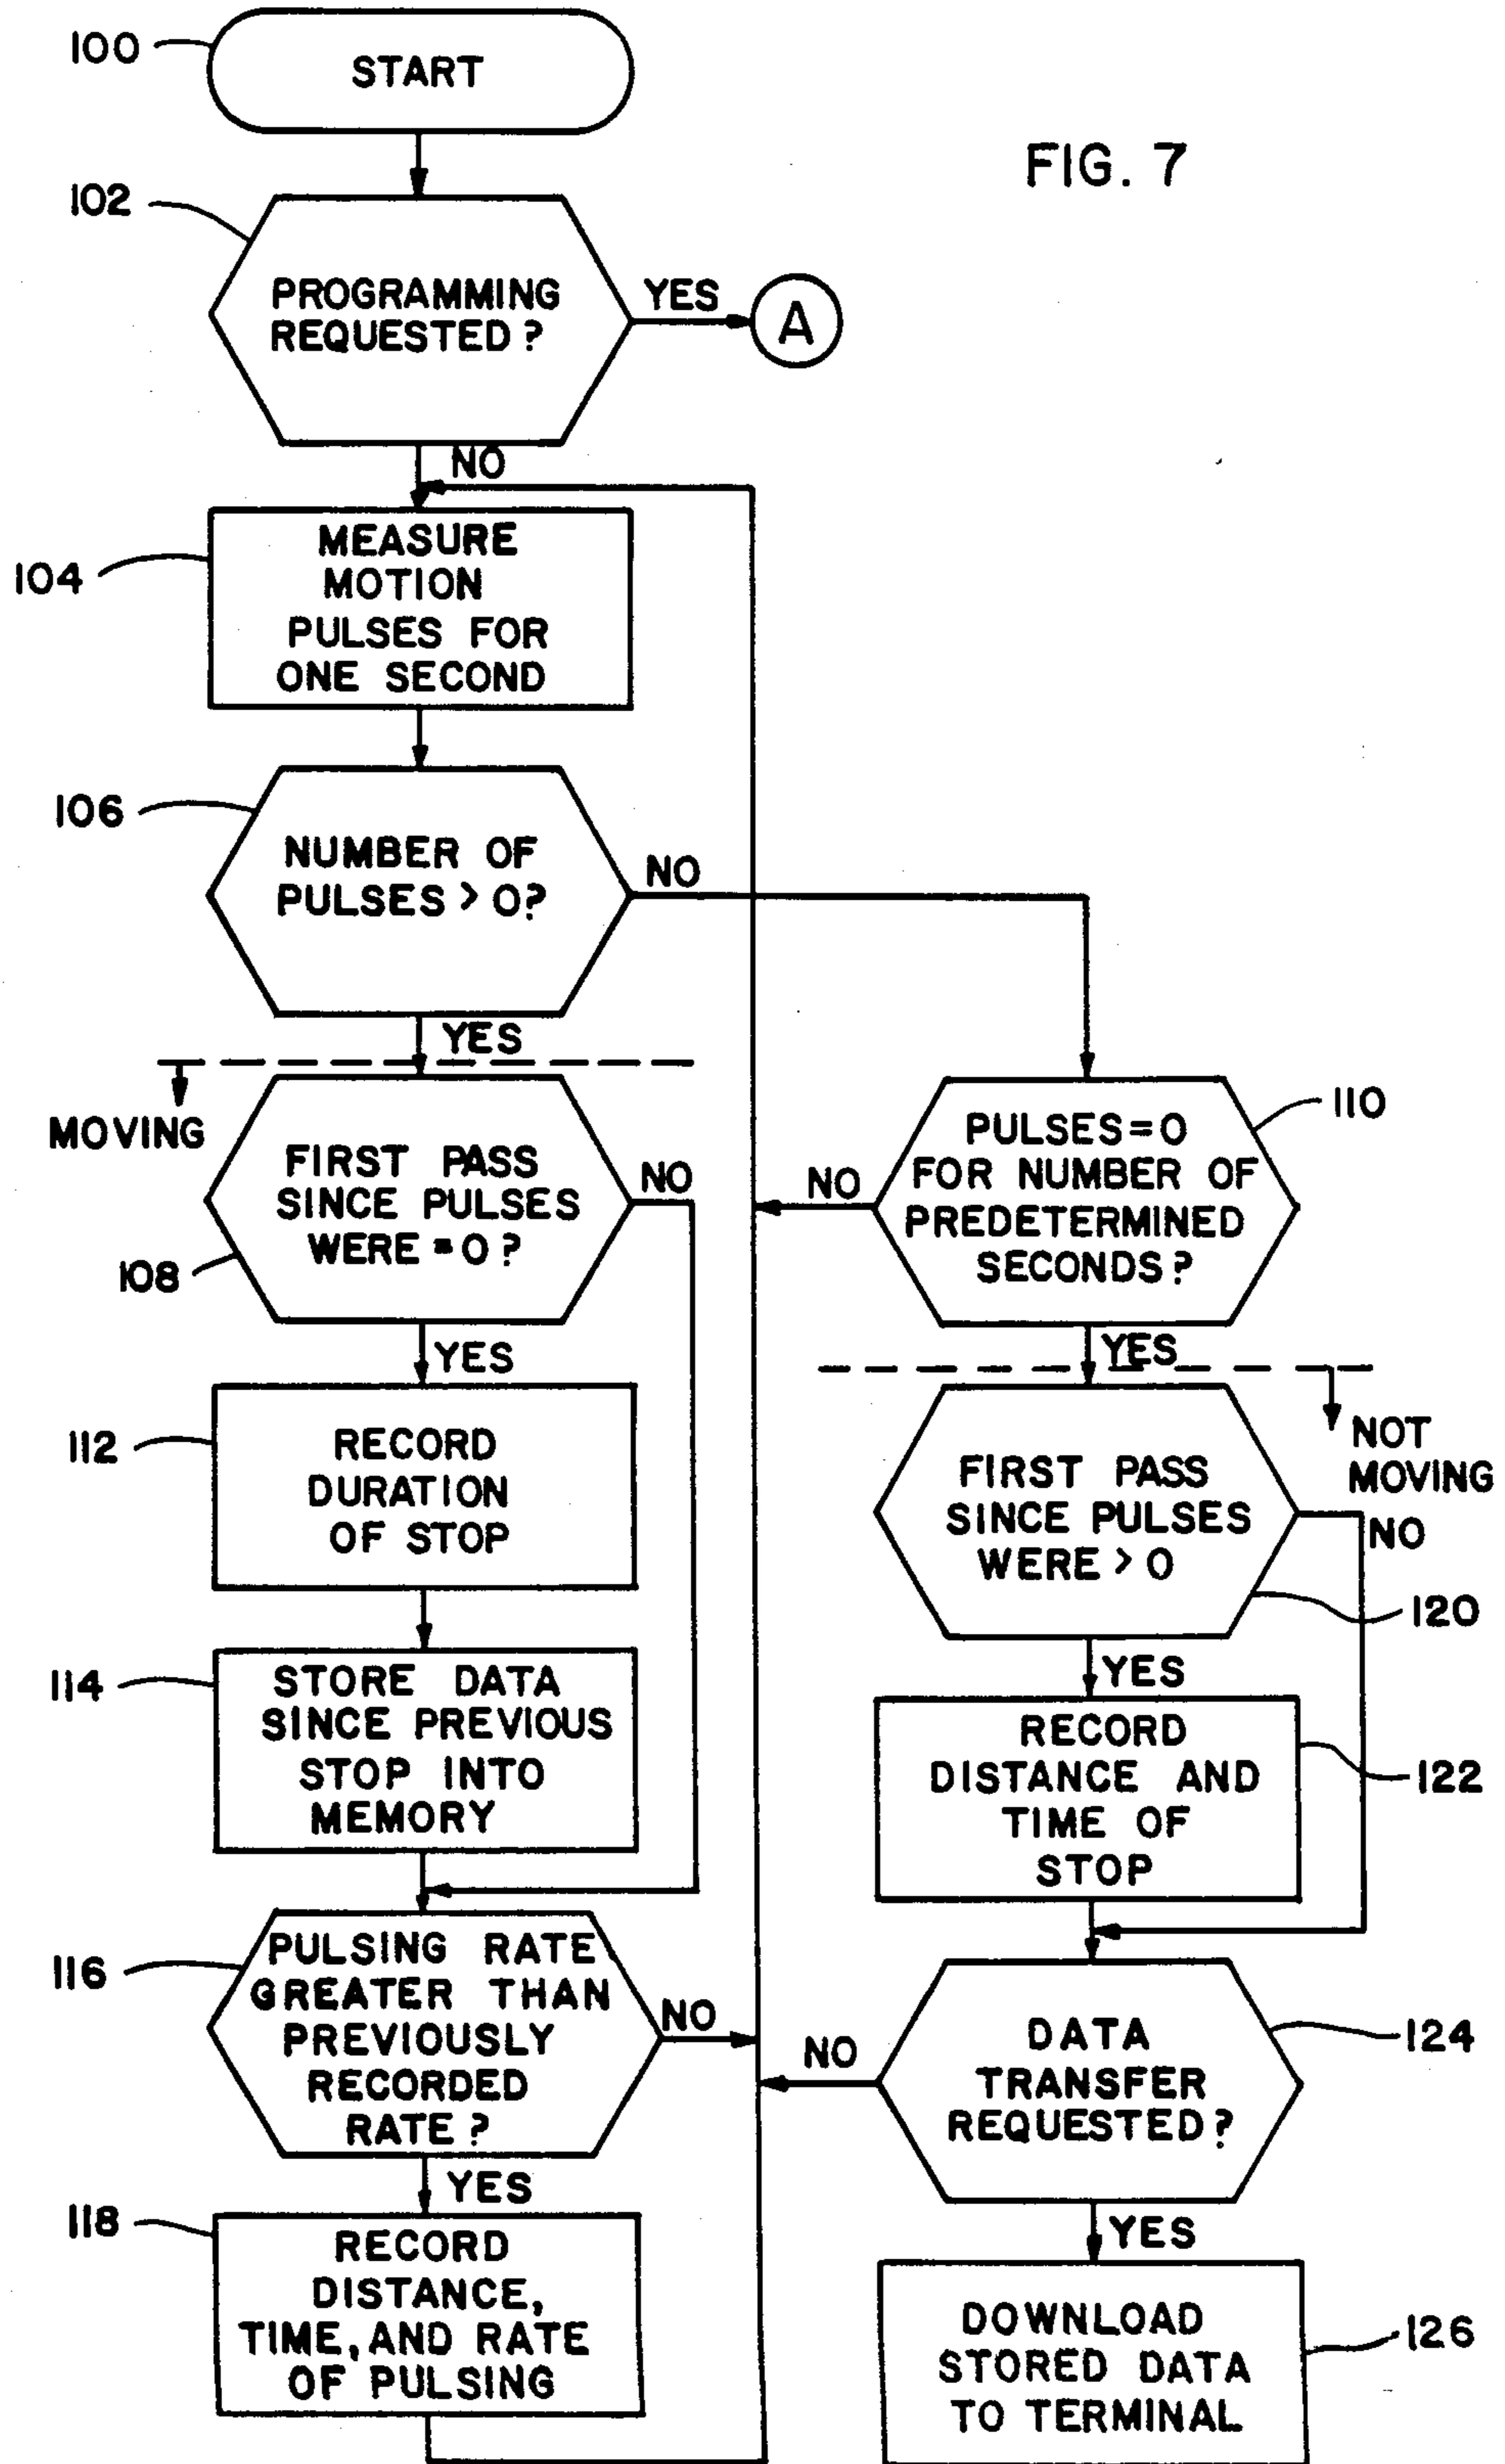 100
START
FIG. 7
102
PROGRAMMING
REQUESTED?
YES
A
NO
104
MEASURE
MOTION
PULSES FOR
ONE SECOND
106
NUMBER OF
PULSES > 0?
NO
YES
MOVING
108
FIRST PASS
SINCE PULSES
WERE = 0?
NO
YES
110
PULSES = 0
FOR NUMBER OF
PREDETERMINED
SECONDS?
NO
YES
NOT
MOVING
112
RECORD
DURATION
OF STOP
FIRST PASS
SINCE PULSES
WERE > 0
NO
120
YES
114
STORE DATA
SINCE PREVIOUS
STOP INTO
MEMORY
RECORD
DISTANCE AND
TIME OF
STOP
122
116
PULSING RATE
GREATER THAN
PREVIOUSLY
RECORDED
RATE?
NO
YES
DATA
TRANSFER
REQUESTED?
124
NO
YES
118
RECORD
DISTANCE,
TIME, AND RATE
OF PULSING
DOWNLOAD
STORED DATA
TO TERMINAL
126